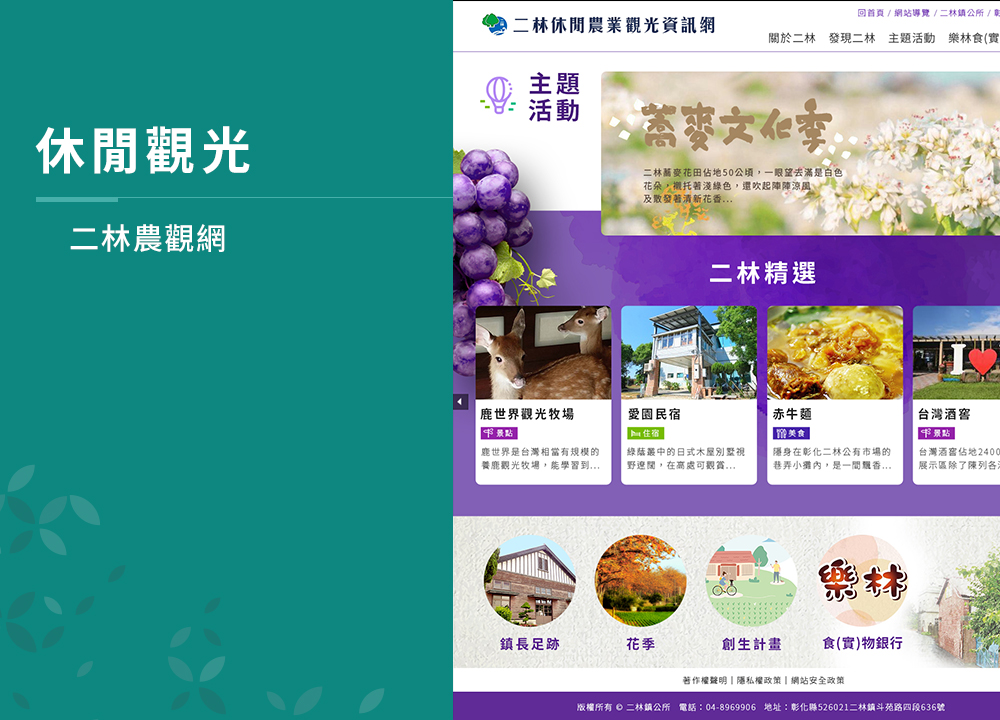 休閒觀光
二林農觀網
二林休閒農業觀光資訊網
回首頁 / 網站導覽 / 二林鎮公所 /
關於二林 發現二林 主題活動 樂林食(實
主題
活動
蕎麥文化季
二林蕎麥花田佔地50公頃，一眼望去滿是白色
花朵，襯托著淺綠色，還吹起陣陣涼風
及散發著清新花香...
二林精選
鹿世界觀光牧場
景點
鹿世界是台灣相當有規模的
養鹿觀光牧場，能學習到...
愛園民宿
住宿
綠蔭叢中的日式木屋別墅視
野遼闊，在高處可觀賞...
赤牛麵
美食
隱身在彰化二林公有市場的
巷弄小攤內，是一間飄香...
台灣酒窖
景點
台灣酒窖佔地2400
展示區除了陳列各
鎮長足跡
花季
創生計畫
樂林
食(實)物銀行
著作權聲明 | 隱私權政策 | 網站安全政策
版權所有 © 二林鎮公所 電話：04-8969906 地址：彰化縣526021二林鎮斗苑路四段636號